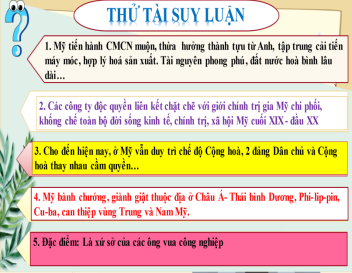 THỬ TÀI SUY LUẬN
1. Mỹ tiến hành CMCN muộn, thừa hưởng thành tựu từ Anh, tập trung cải tiến
máy móc, hợp lý hoá sản xuất. Tài nguyên phong phú, đất nước hoà bình lâu
dài…
2. Các công ty độc quyền liên kết chặt chẽ với giới chính trị gia Mỹ chi phối,
khống chế toàn bộ đời sống kinh tế, chính trị, xã hội Mỹ cuối XIX- đầu XX
3. Cho đến hiện nay, ở Mỹ vẫn duy trì chế độ Cộng hoà, 2 đảng Dân chủ và Cộng
hoà thay nhau cầm quyền…
4. Mỹ bành chướng, giành giật thuộc địa ở Châu Á- Thái bình Dương, Phi-lip-pin,
Cu-ba, can thiệp vùng Trung và Nam Mỹ.
5. Đặc điểm: Là xứ sở của các ông vua công nghiệp